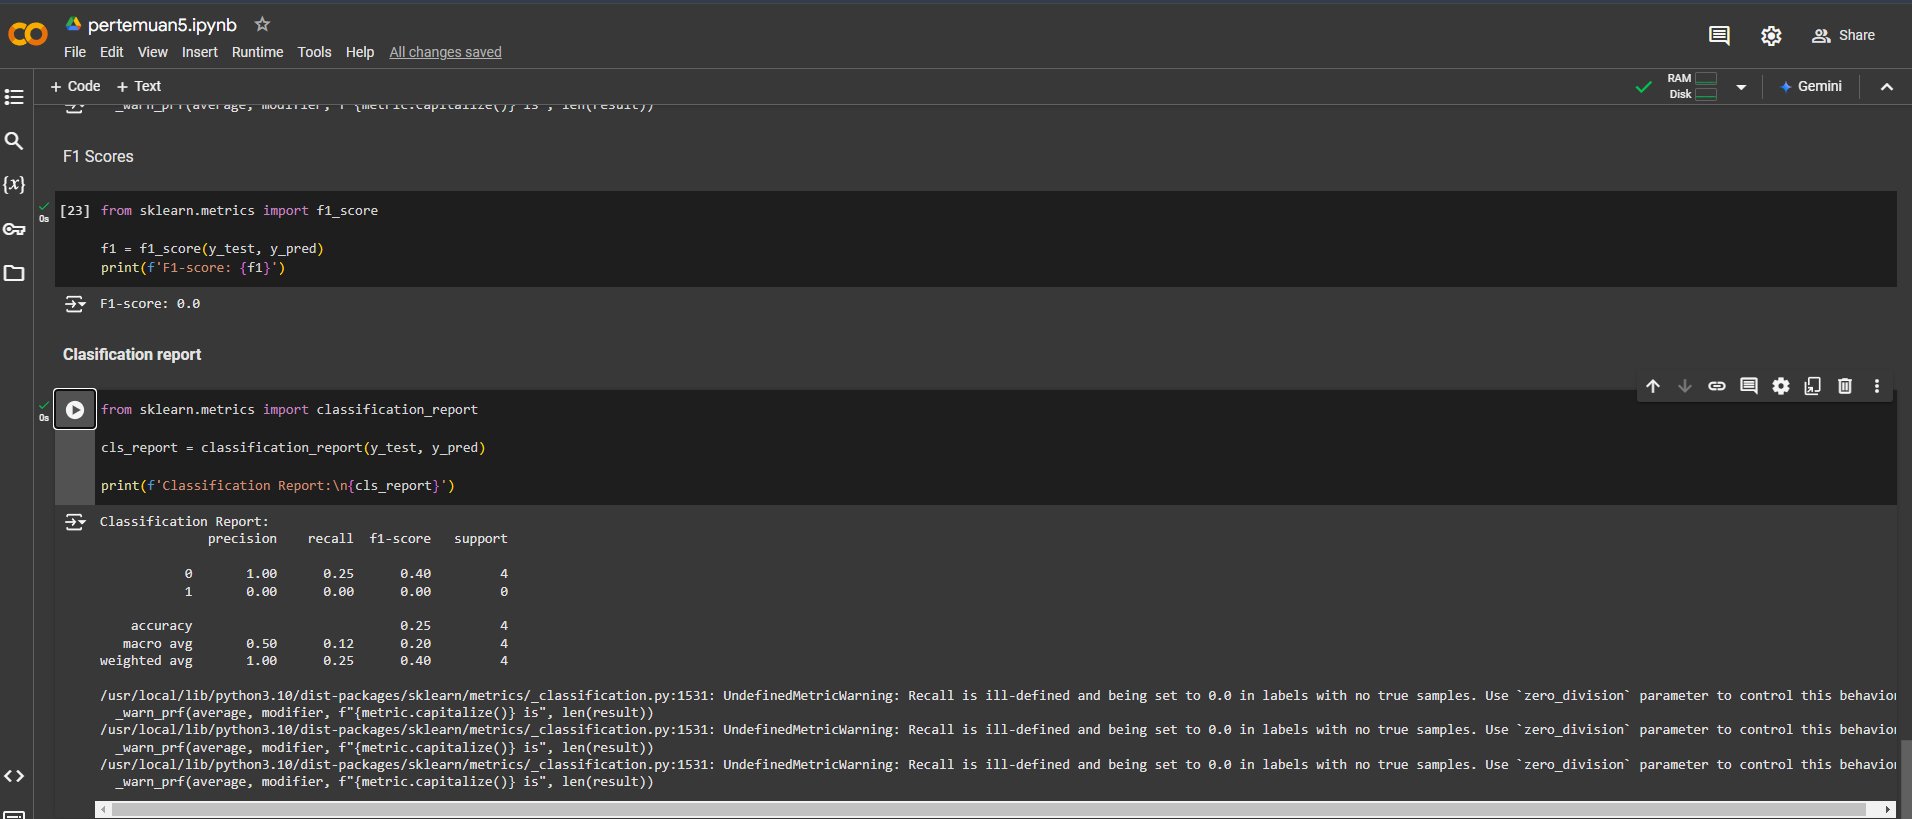 pertemuan5.ipynb
File Edit View Insert Runtime Tools Help All changes saved
Share
+ Code + Text
RAM
Disk
Gemini
_warn_prf(average, modifier, f"{metric.capitalize()} is", len(result))
F1 Scores
0s
[23] from sklearn.metrics import f1_score
f1 = f1_score(y_test, y_pred)
print(f'F1-score: {f1}')
F1-score: 0.0
Clasification report
0s
from sklearn.metrics import classification_report
cls_report = classification_report(y_test, y_pred)
print(f'Classification Report:\n{cls_report}')
Classification Report:
precision recall f1-score support
0 1.00 0.25 0.40 4
1 0.00 0.00 0.00 0
accuracy 0.25 4
macro avg 0.50 0.12 0.20 4
weighted avg 1.00 0.25 0.40 4
/usr/local/lib/python3.10/dist-packages/sklearn/metrics/_classification.py:1531: UndefinedMetricWarning: Recall is ill-defined and being set to 0.0 in labels with no true samples. Use `zero_division` parameter to control this behavior
_warn_prf(average, modifier, f"{metric.capitalize()} is", len(result))
/usr/local/lib/python3.10/dist-packages/sklearn/metrics/_classification.py:1531: UndefinedMetricWarning: Recall is ill-defined and being set to 0.0 in labels with no true samples. Use `zero_division` parameter to control this behavior
_warn_prf(average, modifier, f"{metric.capitalize()} is", len(result))
/usr/local/lib/python3.10/dist-packages/sklearn/metrics/_classification.py:1531: UndefinedMetricWarning: Recall is ill-defined and being set to 0.0 in labels with no true samples. Use `zero_division` parameter to control this behavior
_warn_prf(average, modifier, f"{metric.capitalize()} is", len(result))